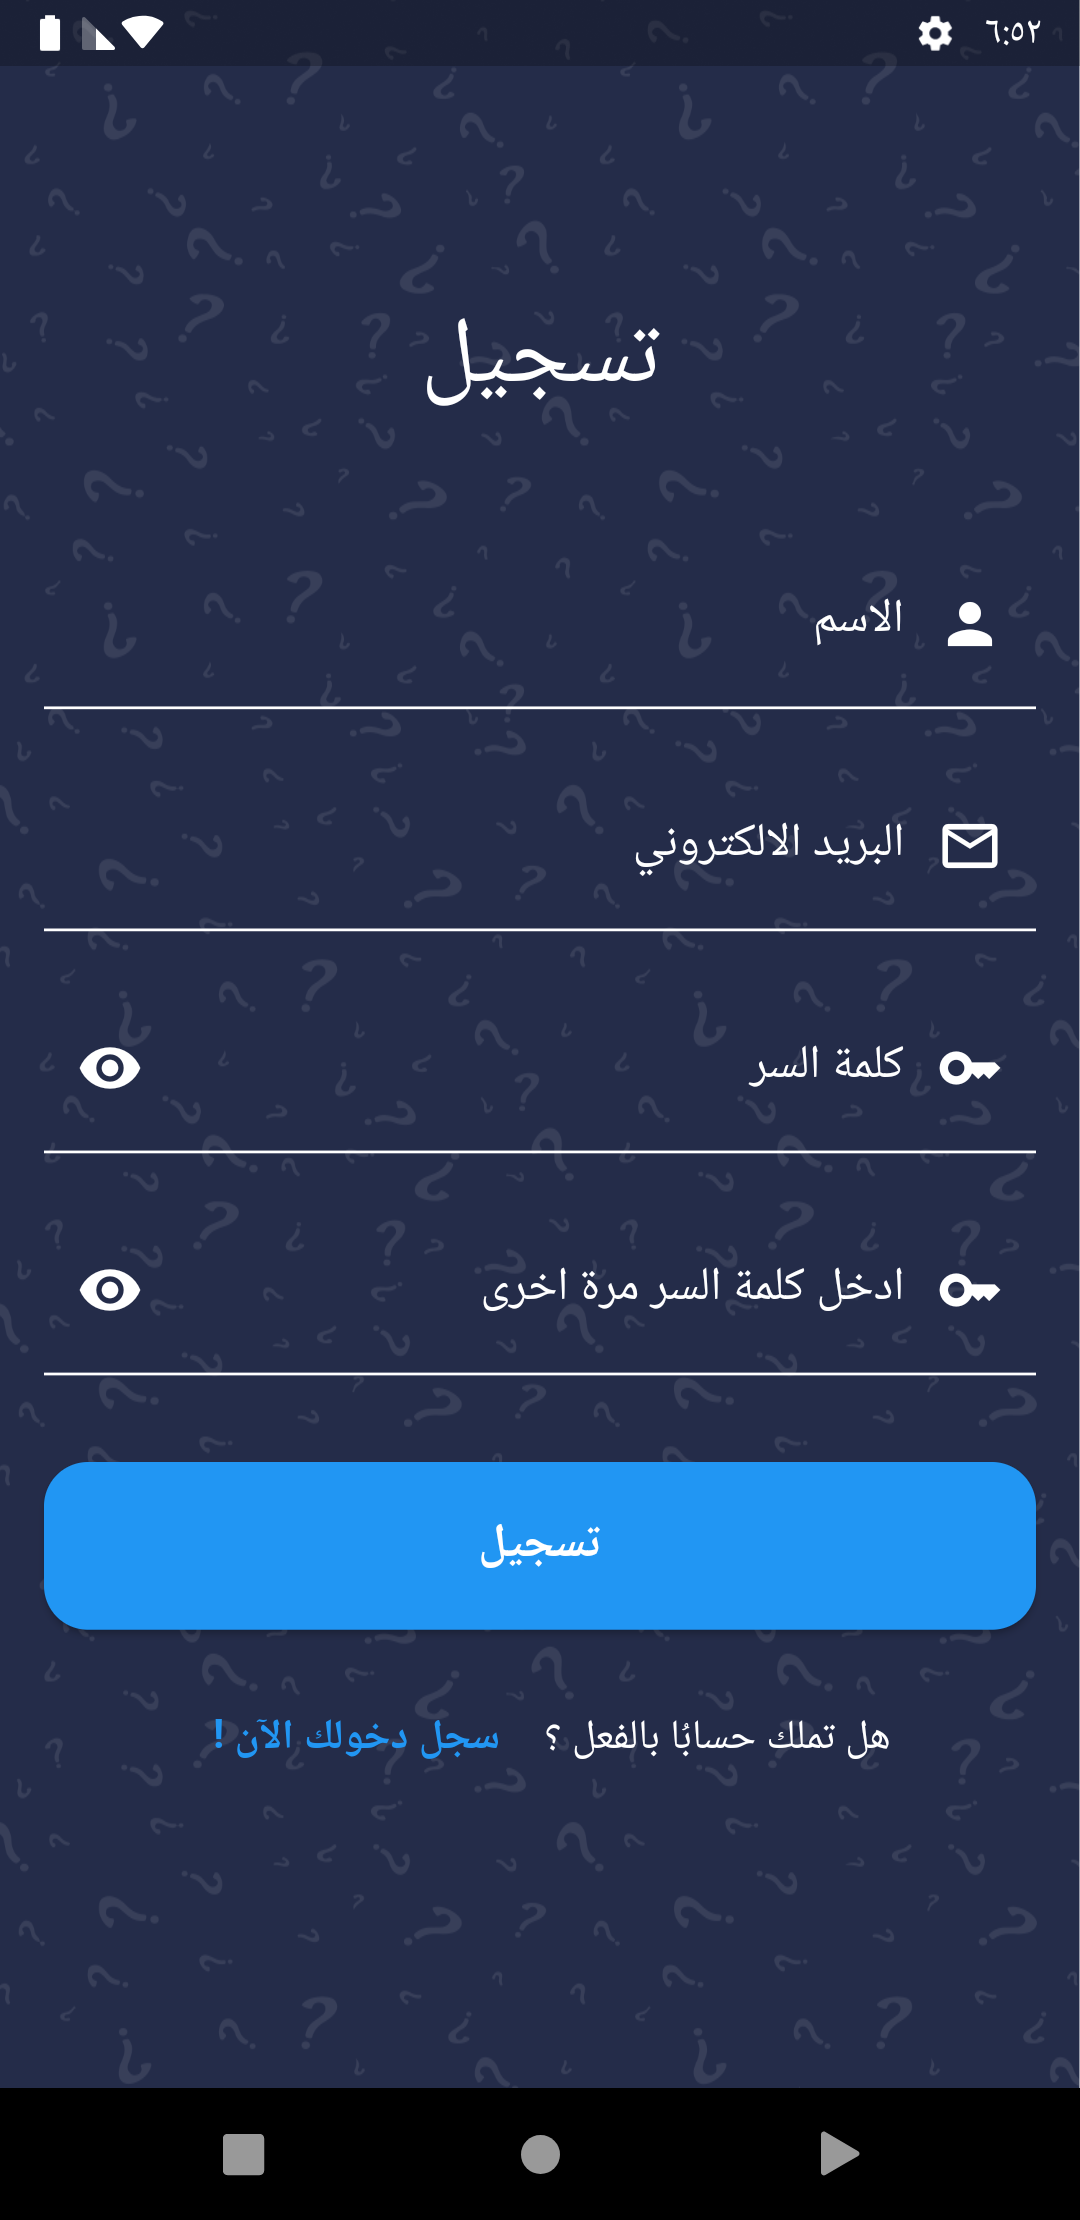 ٦:٥٢
تسجيل
الاسم
البريد الالكتروني
كلمة السر
ادخل كلمة السر مرة اخرى
تسجيل
هل تملك حسابُا بالفعل ؟ سجل دخولك الآن !